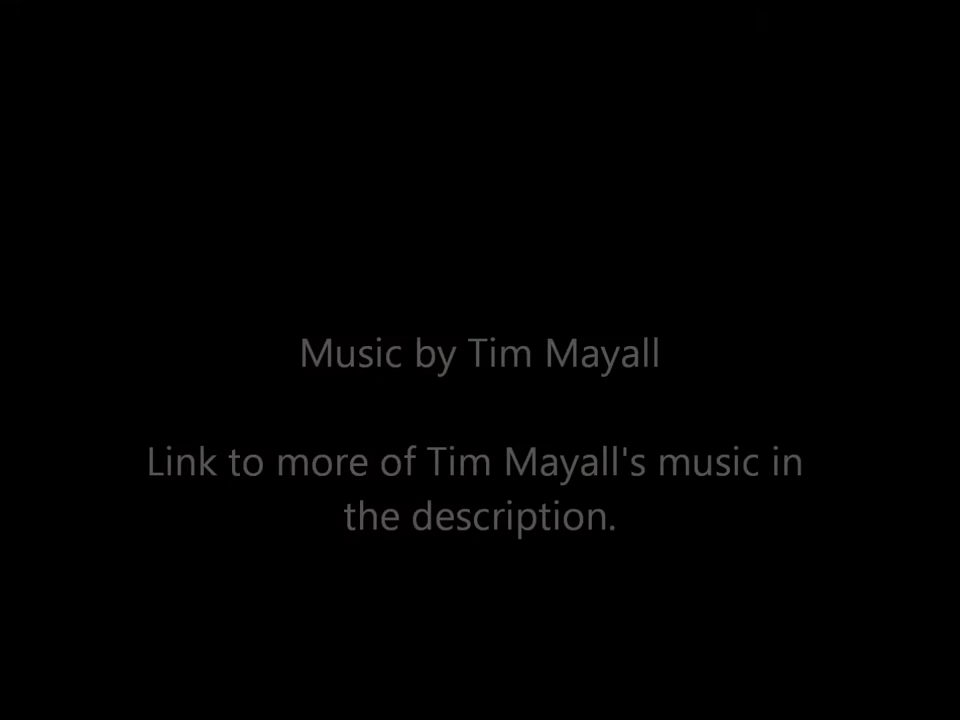 Music by Tim Mayall
Link to more of Tim Mayall's music in
the description.